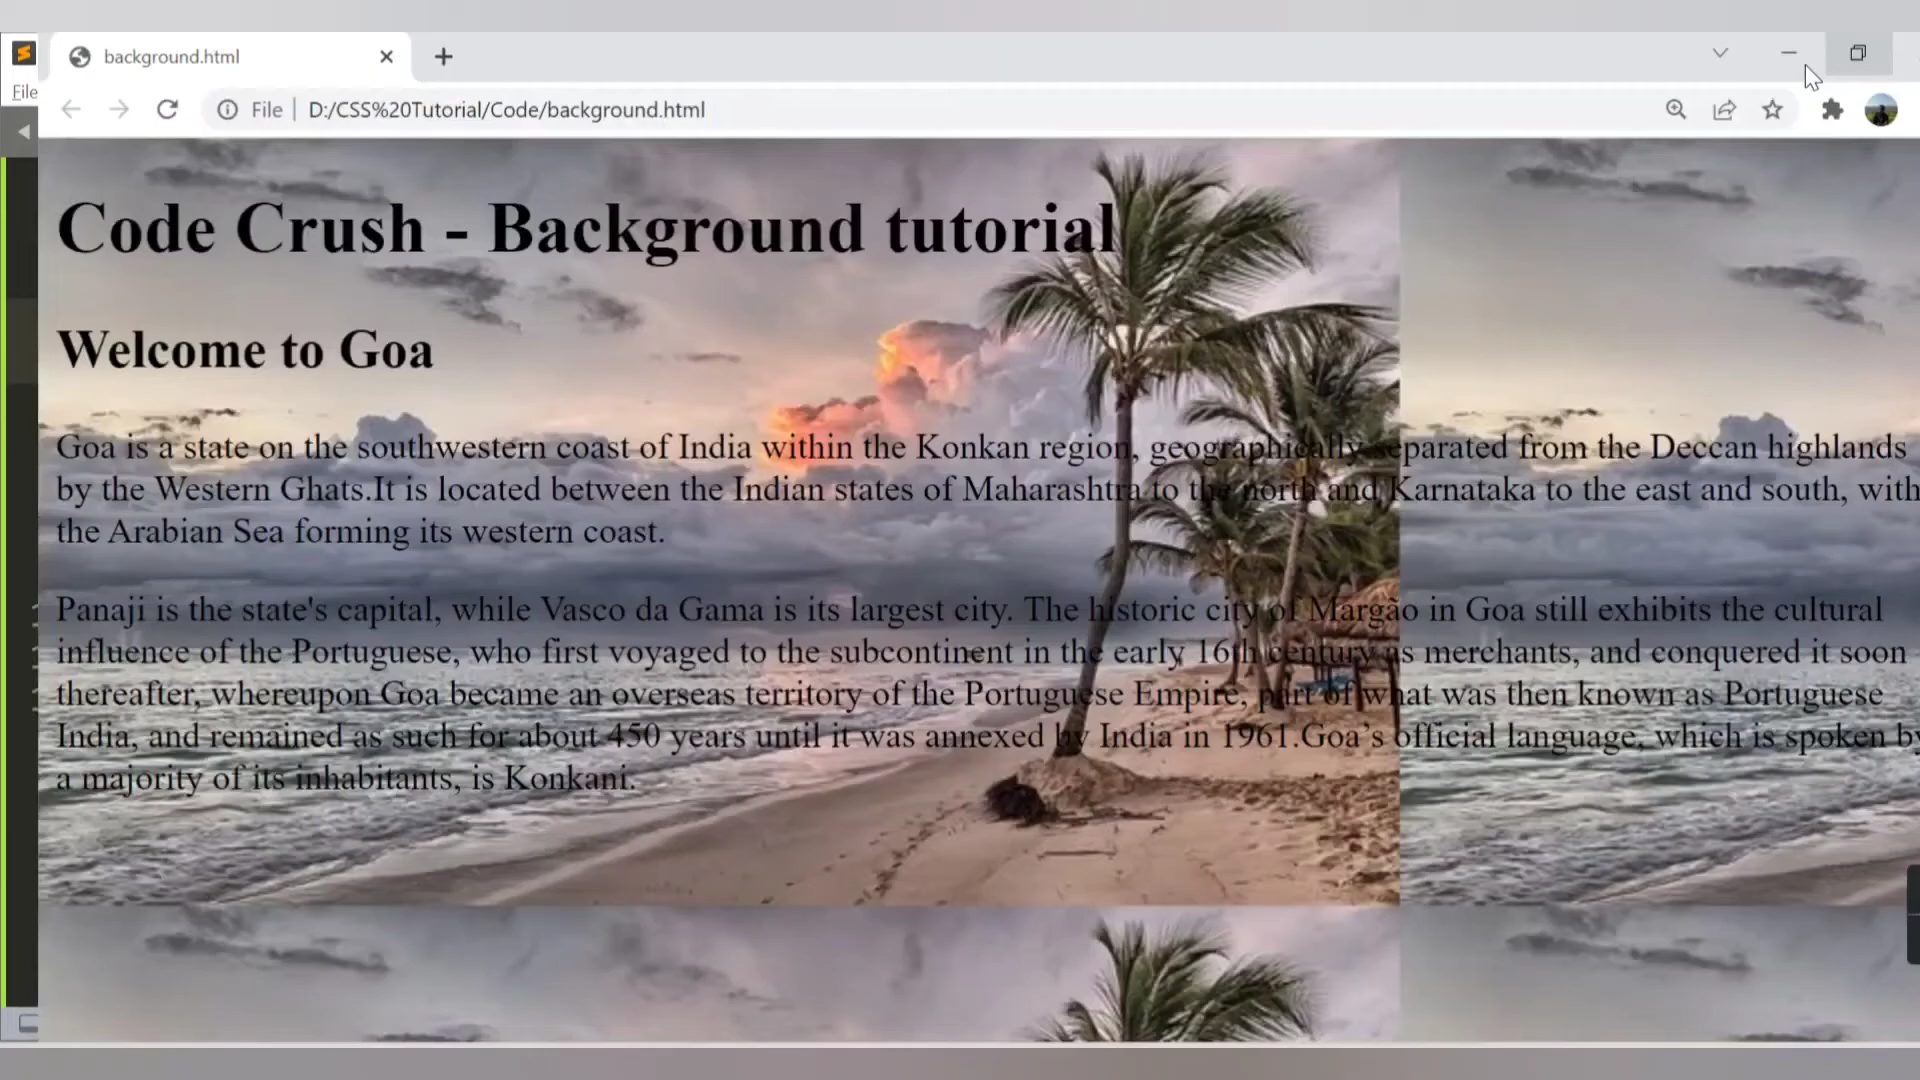 background.html
File
File
D:/CSS%20Tutorial/Code/background.html
Code Crush - Background tutorial
Welcome to Goa
Goa is a state on the southwestern coast of India within the Konkan region, geographically separated from the Deccan highlands
by the Western Ghats.It is located between the Indian states of Maharashtra to the north and Karnataka to the east and south, with
the Arabian Sea forming its western coast.
Panaji is the state's capital, while Vasco da Gama is its largest city. The historic city of Margão in Goa still exhibits the cultural
influence of the Portuguese, who first voyaged to the subcontinent in the early 16th century as merchants, and conquered it soon
thereafter, whereupon Goa became an overseas territory of the Portuguese Empire, part of what was then known as Portuguese
India, and remained as such for about 450 years until it was annexed by India in 1961.Goa’s official language, which is spoken by
a majority of its inhabitants, is Konkani.